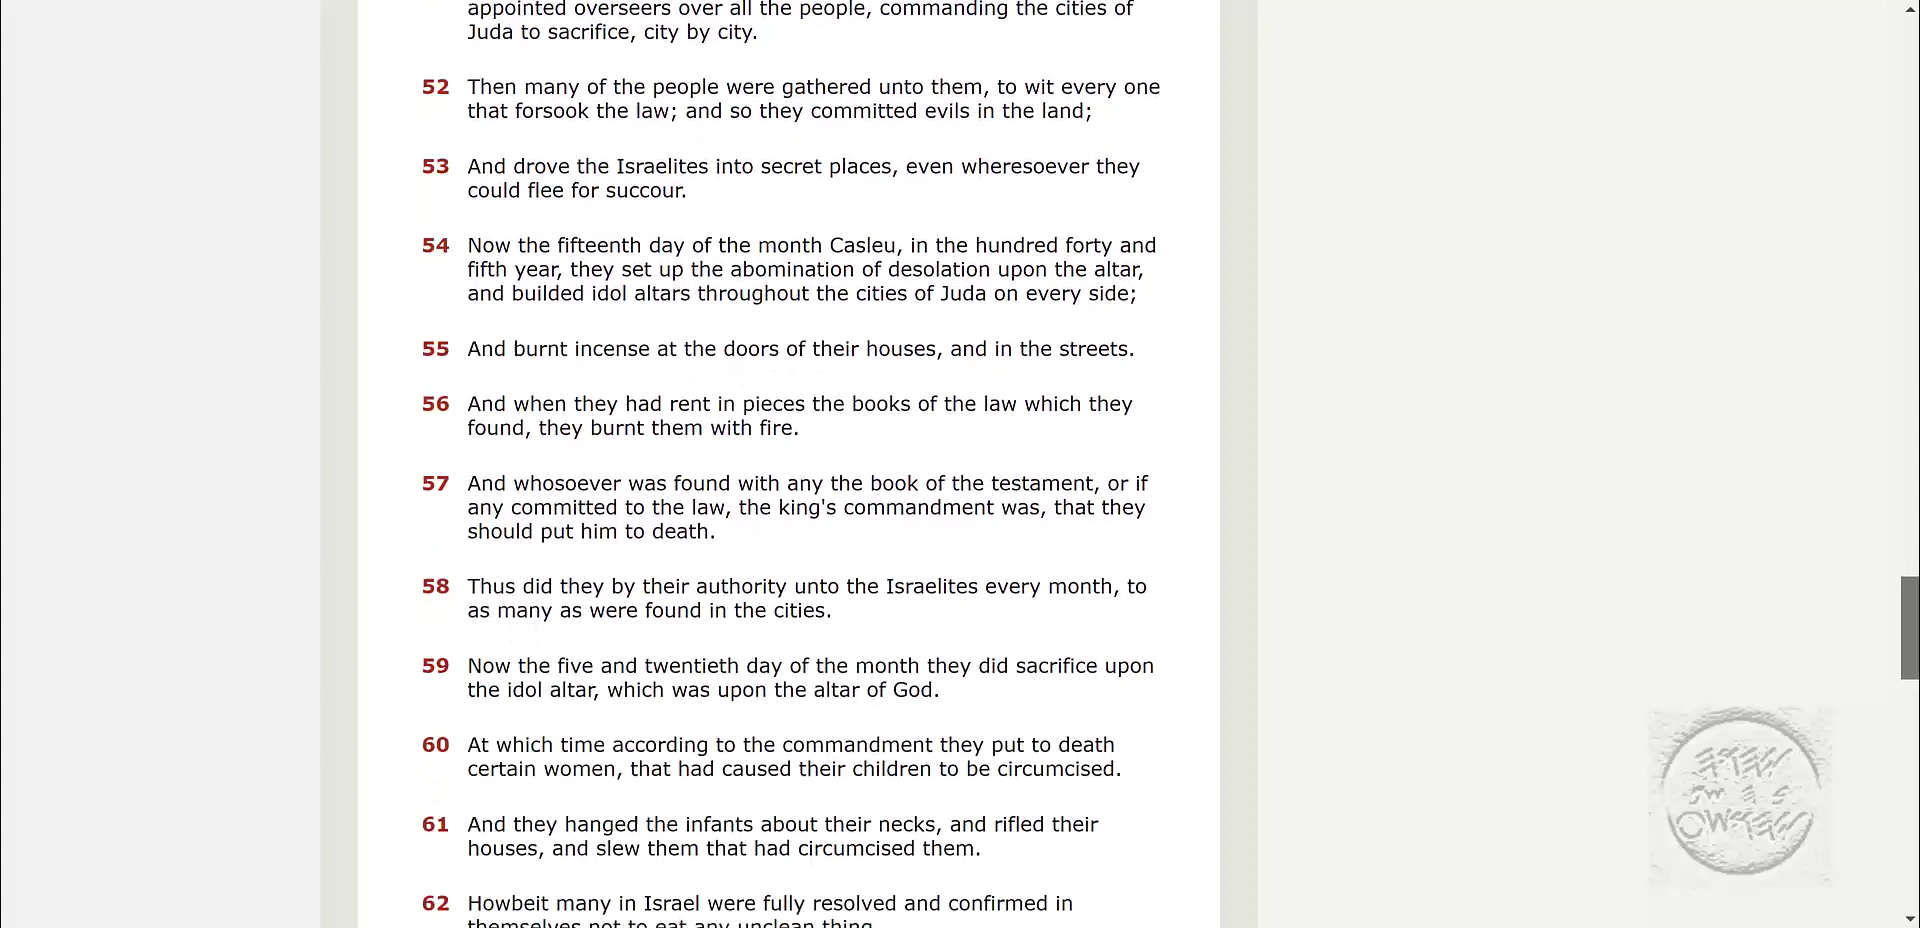 appointed overseers over all the people, commanding the cities of
Juda to sacrifice, city by city.
52 Then many of the people were gathered unto them, to wit every one
that forsook the law; and so they committed evils in the land;
53 And drove the Israelites into secret places, even wheresoever they
could flee for succour.
54 Now the fifteenth day of the month Casleu, in the hundred forty and
fifth year, they set up the abomination of desolation upon the altar,
and builded idol altars throughout the cities of Juda on every side;
55 And burnt incense at the doors of their houses, and in the streets.
56 And when they had rent in pieces the books of the law which they
found, they burnt them with fire.
57 And whosoever was found with any the book of the testament, or if
any committed to the law, the king's commandment was, that they
should put him to death.
58 Thus did they by their authority unto the Israelites every month, to
as many as were found in the cities.
59 Now the five and twentieth day of the month they did sacrifice upon
the idol altar, which was upon the altar of God.
60 At which time according to the commandment they put to death
certain women, that had caused their children to be circumcised.
61 And they hanged the infants about their necks, and rifled their
houses, and slew them that had circumcised them.
62 Howbeit many in Israel were fully resolved and confirmed in
themselves not to eat any unclean thing.